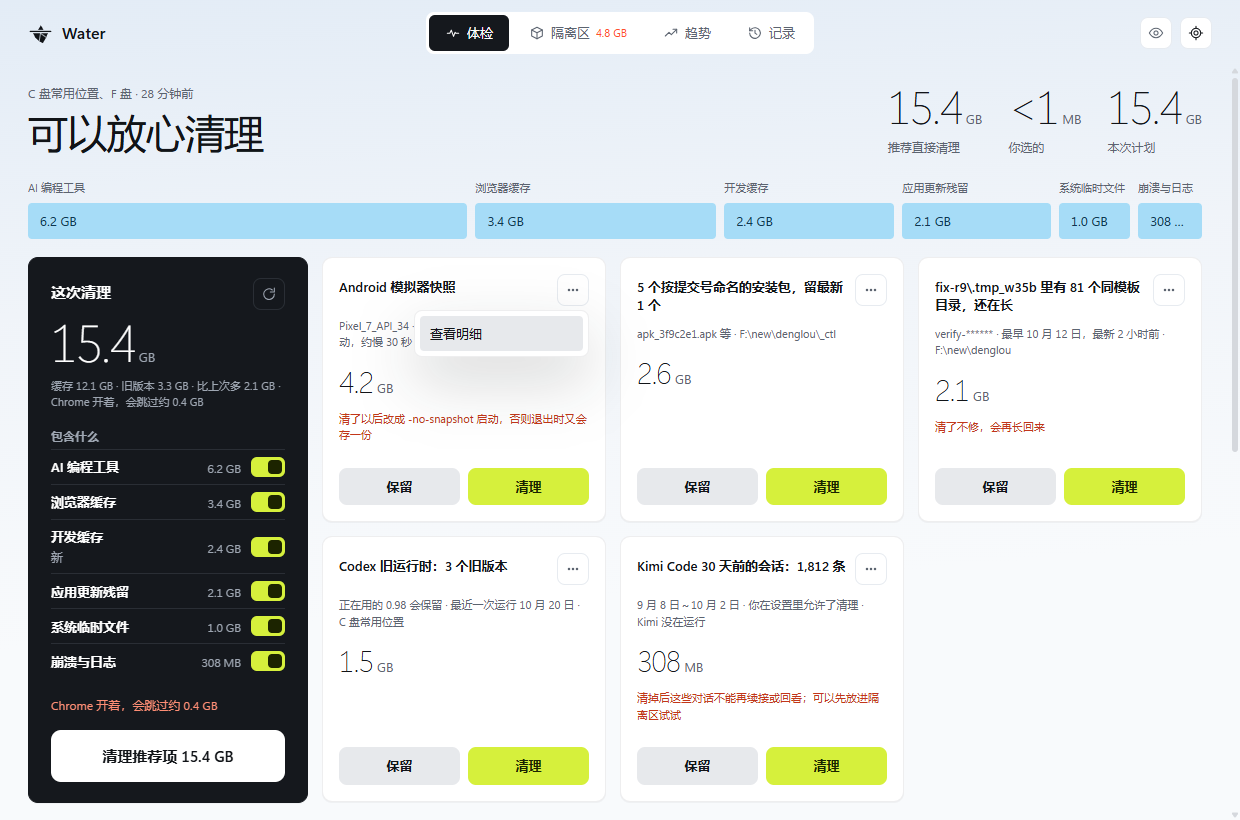 Water
体检
隔离区 4.8 GB
趋势
记录
C 盘常用位置、F 盘 · 28 分钟前
可以放心清理
15.4 GB
推荐直接清理
<1 MB
你选的
15.4 GB
本次计划
AI 编程工具
6.2 GB
浏览器缓存
3.4 GB
开发缓存
2.4 GB
应用更新残留
2.1 GB
系统临时文件
1.0 GB
崩溃与日志
308 ...
这次清理
15.4 GB
缓存 12.1 GB · 旧版本 3.3 GB · 比上次多 2.1 GB ·
Chrome 开着，会跳过约 0.4 GB
包含什么
AI 编程工具 6.2 GB
浏览器缓存 3.4 GB
开发缓存
新
2.4 GB
应用更新残留 2.1 GB
系统临时文件 1.0 GB
崩溃与日志 308 MB
Chrome 开着，会跳过约 0.4 GB
清理推荐项 15.4 GB
Android 模拟器快照
Pixel_7_API_34 ·
动，约慢 30 秒
查看明细
4.2 GB
清了以后改成 -no-snapshot 启动，否则退出时又会
存一份
保留
清理
5 个按提交号命名的安装包，留最新
1 个
apk_3f9c2e1.apk 等 · F:\new\denglou\_ctl
2.6 GB
保留
清理
fix-r9\.tmp_w35b 里有 81 个同模板
目录，还在长
verify-****** · 最早 10 月 12 日，最新 2 小时前 ·
F:\new\denglou
2.1 GB
清了不修，会再长回来
保留
清理
Codex 旧运行时：3 个旧版本
正在用的 0.98 会保留 · 最近一次运行 10 月 20 日 ·
C 盘常用位置
1.5 GB
保留
清理
Kimi Code 30 天前的会话：1,812 条
9 月 8 日~10 月 2 日 · 你在设置里允许了清理 ·
Kimi 没在运行
308 MB
清掉后这些对话不能再续接或回看；可以先放进隔
离区试试
保留
清理